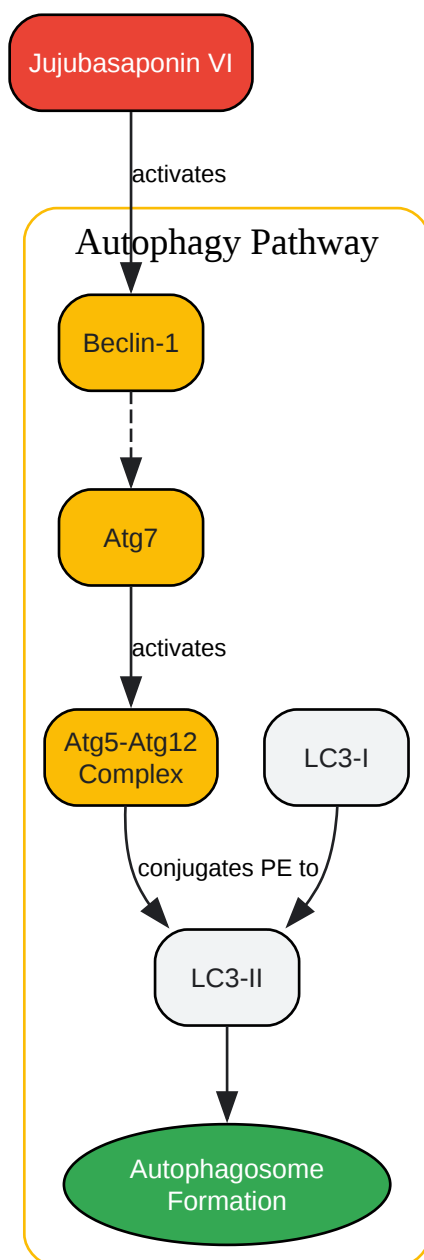 Jujubasaponin VI
activates
Autophagy Pathway
Beclin-1
Atg7
activates
Atg5-Atg12
Complex
LC3-I
conjugates PE to
LC3-II
Autophagosome
Formation